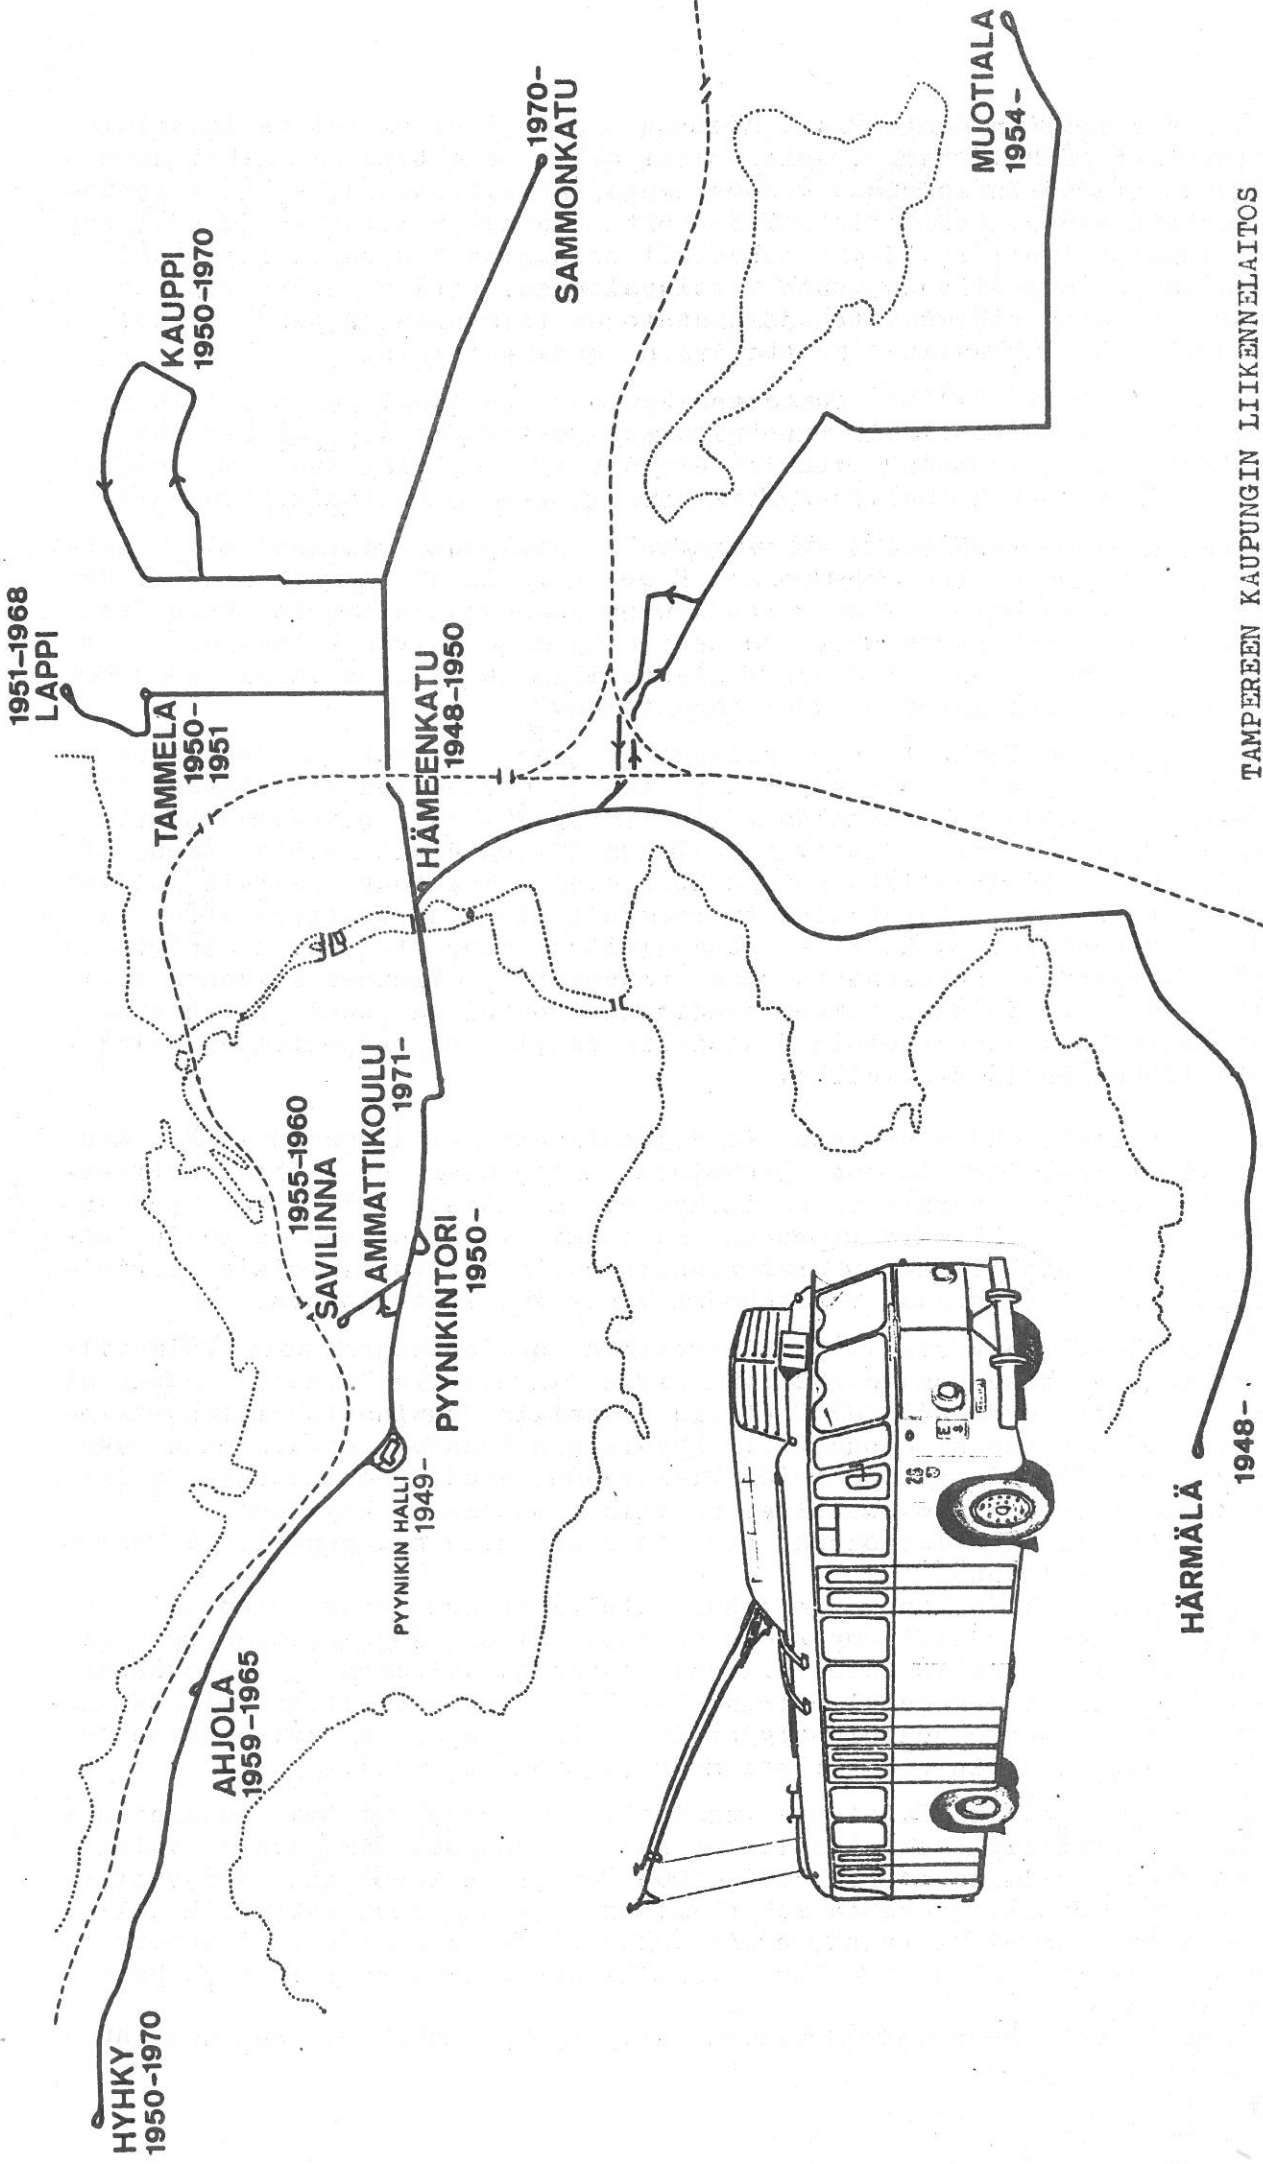 HYHKY
1950-1970
AHJOLA
1959-1965
PYYNIKIN HALLI
1949-
PYYNIKINTORI
1950-
1955-1960
SAVILINNA
AMMATTIKOULU
1971-
HÄMEENKATU
1948-1950
TAMMELA
1950-
1951
1951-1968
LAPPI
KAUPPI
1950-1970
1970-
SAMMONKATU
MUOTIALA
1954-
HÄRMÄLÄ
1948-
26
E
TAMPEREEN KAUPUNGIN LIIKENNELAITOS